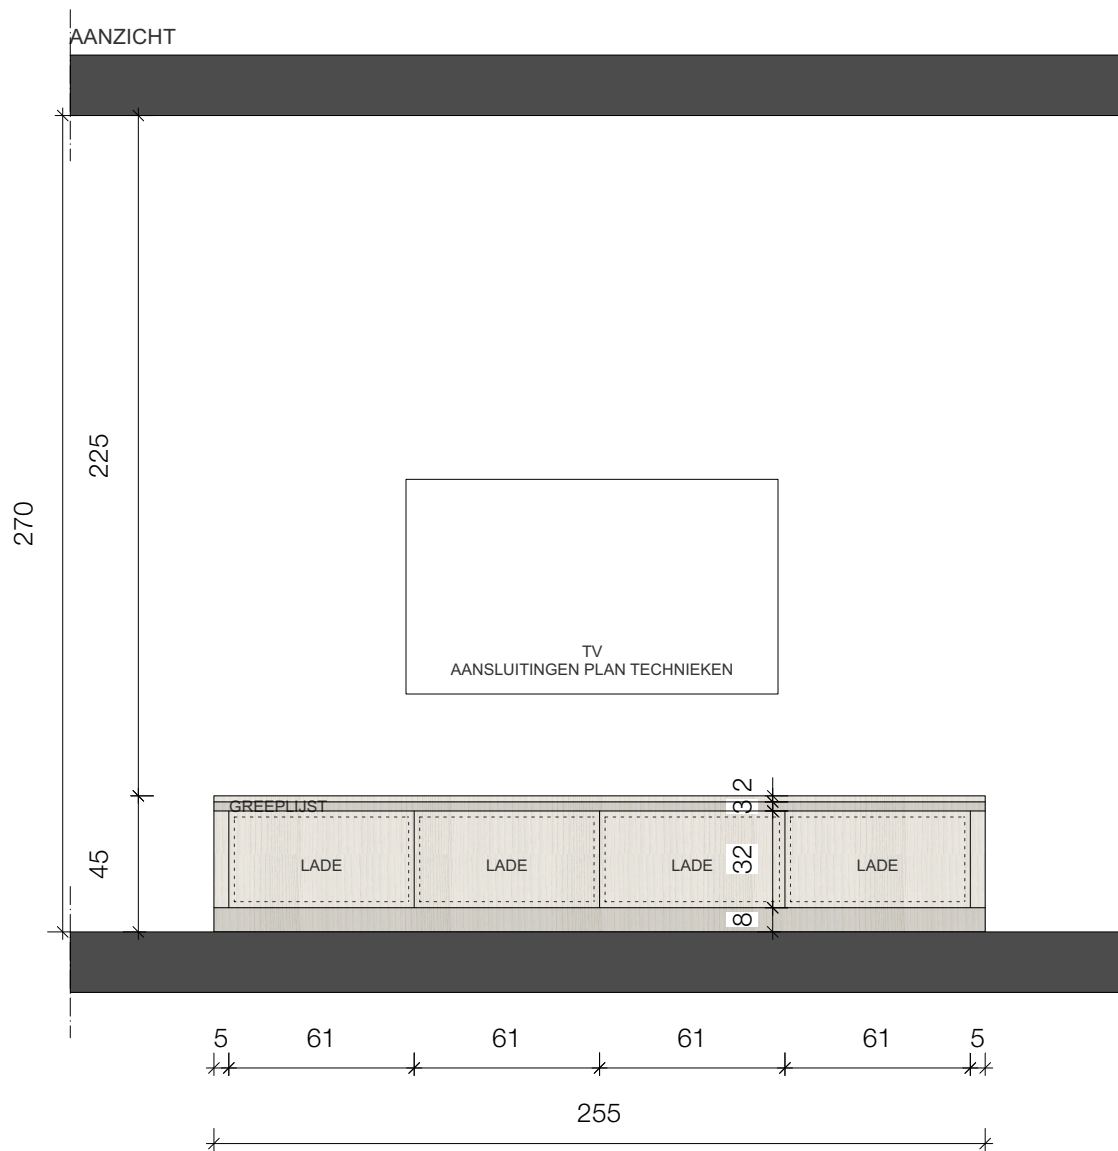 AANZICHT
225
270
TV
AANSLUITINGEN PLAN TECHNIEKEN
2
GREEPLIJST
3
45
LADE
LADE
LADE
32
LADE
8
5
61
61
61
61
5
255